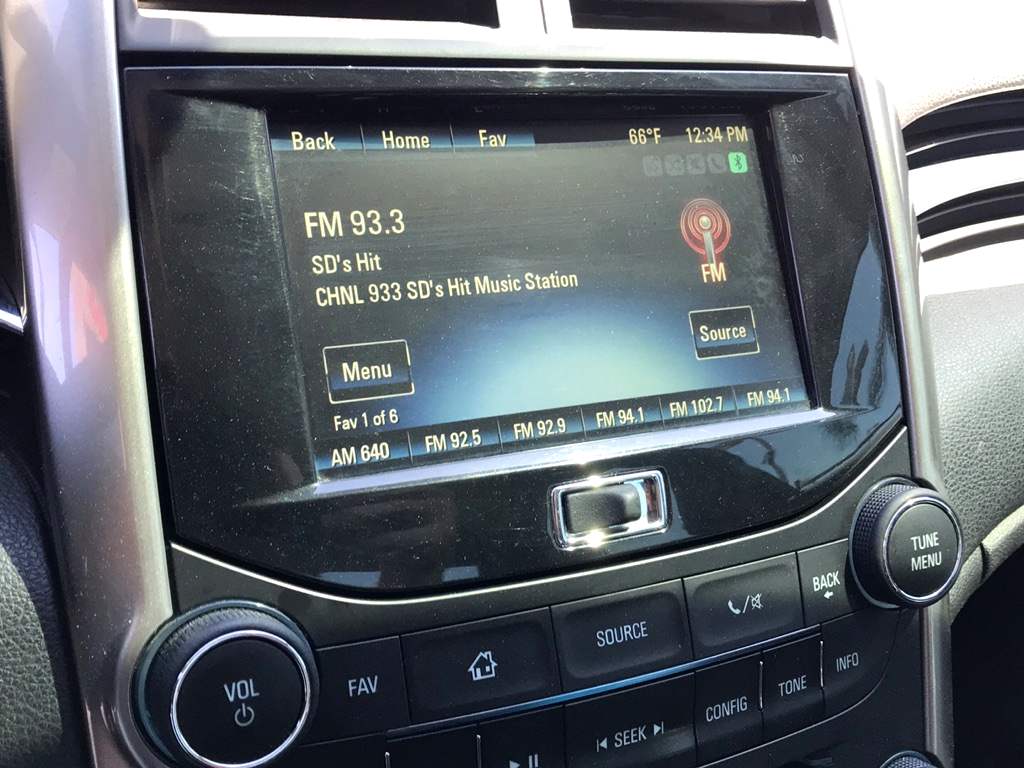 Back Home Fav 66°F 12:34 PM
FM 93.3
SD's Hit
CHNL 933 SD's Hit Music Station
FM
Menu
Source
Fav 1 of 6
AM 640 FM 92.5 FM 92.9 FM 94.1 FM 102.7 FM 94.1
TUNE
MENU
BACK
SOURCE
FAV
VOL
INFO
TONE
CONFIG
SEEK